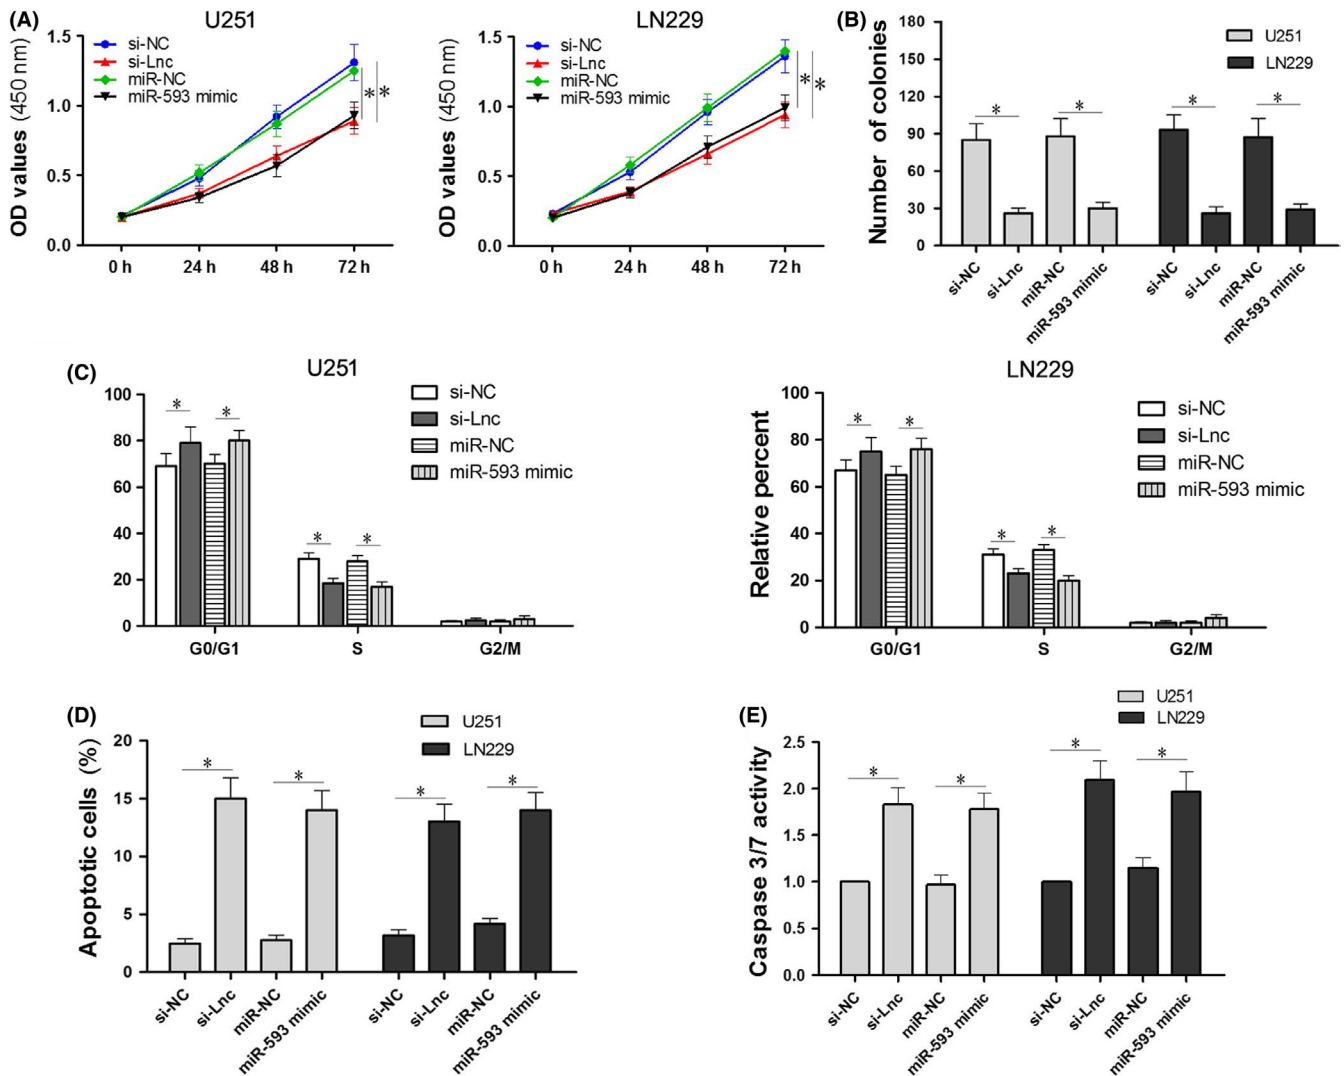 (A)
U251
OD values (450 nm)
1.5
1.0
0.5
0.0
si-NC
si-Lnc
miR-NC
miR-593 mimic
* *
0 h 24 h 48 h 72 h
LN229
OD values (450 nm)
1.5
1.0
0.5
0.0
si-NC
si-Lnc
miR-NC
miR-593 mimic
* *
0 h 24 h 48 h 72 h
(B)
Number of colonies
180
150
120
90
60
30
0
U251
LN229
* * * *
si-NC si-Lnc miR-NC miR-593 mimic si-NC si-Lnc miR-NC miR-593 mimic
(C)
U251
100
80
60
40
20
0
si-NC
si-Lnc
miR-NC
miR-593 mimic
* *
* *
G0/G1 S G2/M
LN229
Relative percent
100
80
60
40
20
0
si-NC
si-Lnc
miR-NC
miR-593 mimic
* *
* *
G0/G1 S G2/M
(D)
Apoptotic cells (%)
20
15
10
5
0
U251
LN229
* * * *
si-NC si-Lnc miR-NC miR-593 mimic si-NC si-Lnc miR-NC miR-593 mimic
(E)
Caspase 3/7 activity
2.5
2.0
1.5
1.0
0.5
0.0
U251
LN229
* * * *
si-NC si-Lnc miR-NC miR-593 mimic si-NC si-Lnc miR-NC miR-593 mimic